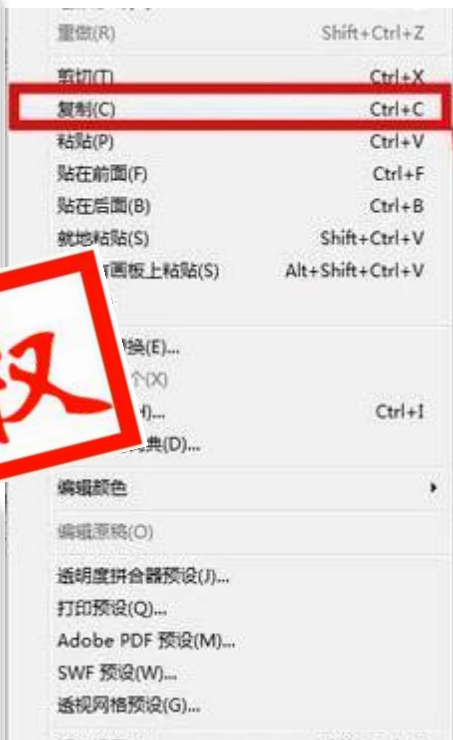 重做(R) Shift+Ctrl+Z
剪切(T) Ctrl+X
复制(C) Ctrl+C
粘贴(P) Ctrl+V
贴在前面(F) Ctrl+F
贴在后面(B) Ctrl+B
就地粘贴(S) Shift+Ctrl+V
画板上粘贴(S) Alt+Shift+Ctrl+V
换(E)...
个(X)
权
)... Ctrl+I
典(D)...
编辑颜色
编辑原稿(O)
透明度拼合器预设(J)...
打印预设(Q)...
Adobe PDF 预设(M)...
SWF 预设(W)...
透视网格预设(G)...